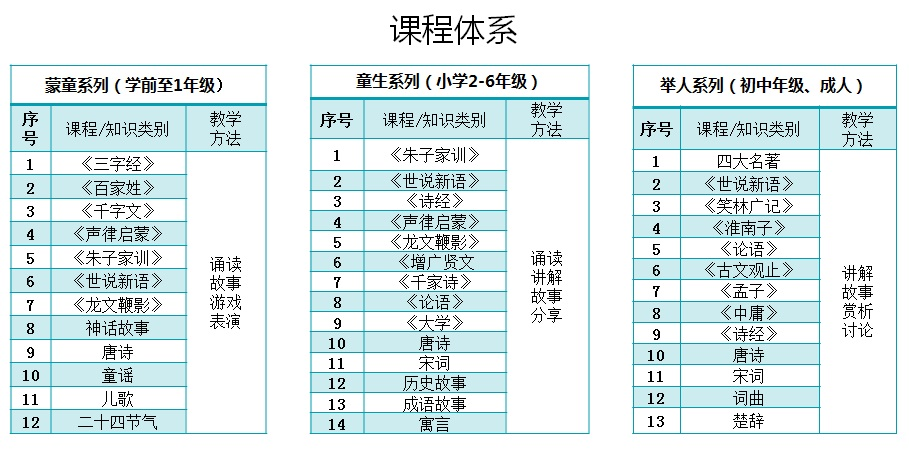 课程体系
蒙童系列（学前至1年级）
序号 课程/知识类别 教学方法
1 《三字经》
2 《百家姓》
3 《千字文》
4 《声律启蒙》
5 《朱子家训》
6 《世说新语》
7 《龙文鞭影》
8 神话故事
9 唐诗
10 童谣
11 儿歌
12 二十四节气
诵读
故事
游戏
表演
童生系列（小学2-6年级）
序号 课程/知识类别 教学方法
1 《朱子家训》
2 《世说新语》
3 《诗经》
4 《声律启蒙》
5 《龙文鞭影》
6 《增广贤文
7 《千家诗》
8 《论语》
9 《大学》
10 唐诗
11 宋词
12 历史故事
13 成语故事
14 寓言
诵读
讲解
故事
分享
举人系列（初中年级、成人）
序号 课程/知识类别 教学方法
1 四大名著
2 《世说新语》
3 《笑林广记》
4 《淮南子》
5 《论语》
6 《古文观止》
7 《孟子》
8 《中庸》
9 《诗经》
10 唐诗
11 宋词
12 词曲
13 楚辞
讲解
故事
赏析
讨论